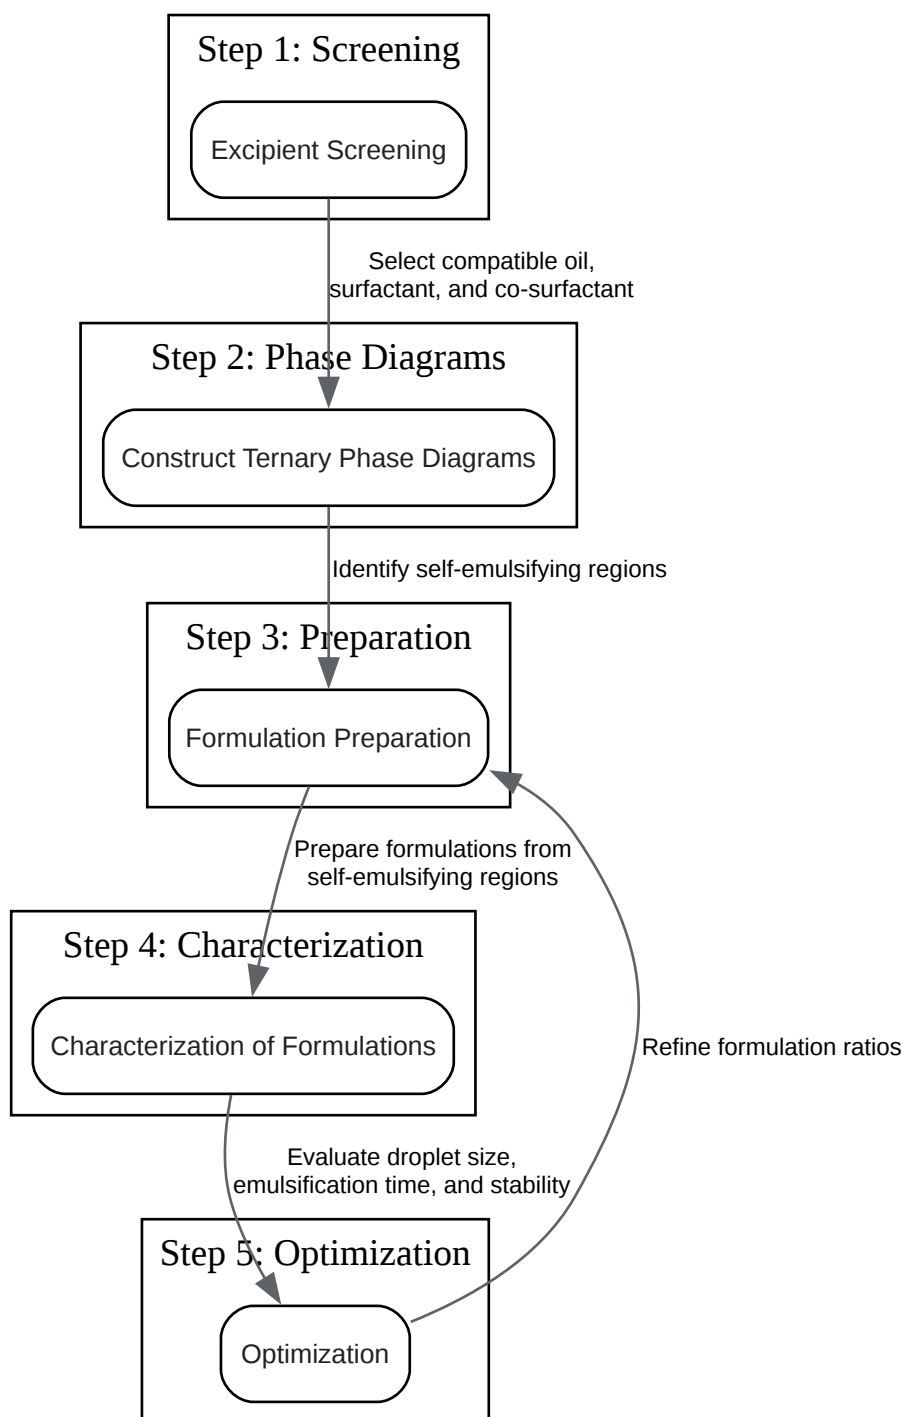 Step 1: Screening
Excipient Screening
Select compatible oil,
surfactant, and co-surfactant
Step 2: Phase Diagrams
Construct Ternary Phase Diagrams
Identify self-emulsifying regions
Step 3: Preparation
Formulation Preparation
Prepare formulations from
self-emulsifying regions
Step 4: Characterization
Characterization of Formulations
Refine formulation ratios
Evaluate droplet size,
emulsification time, and stability
Step 5: Optimization
Optimization